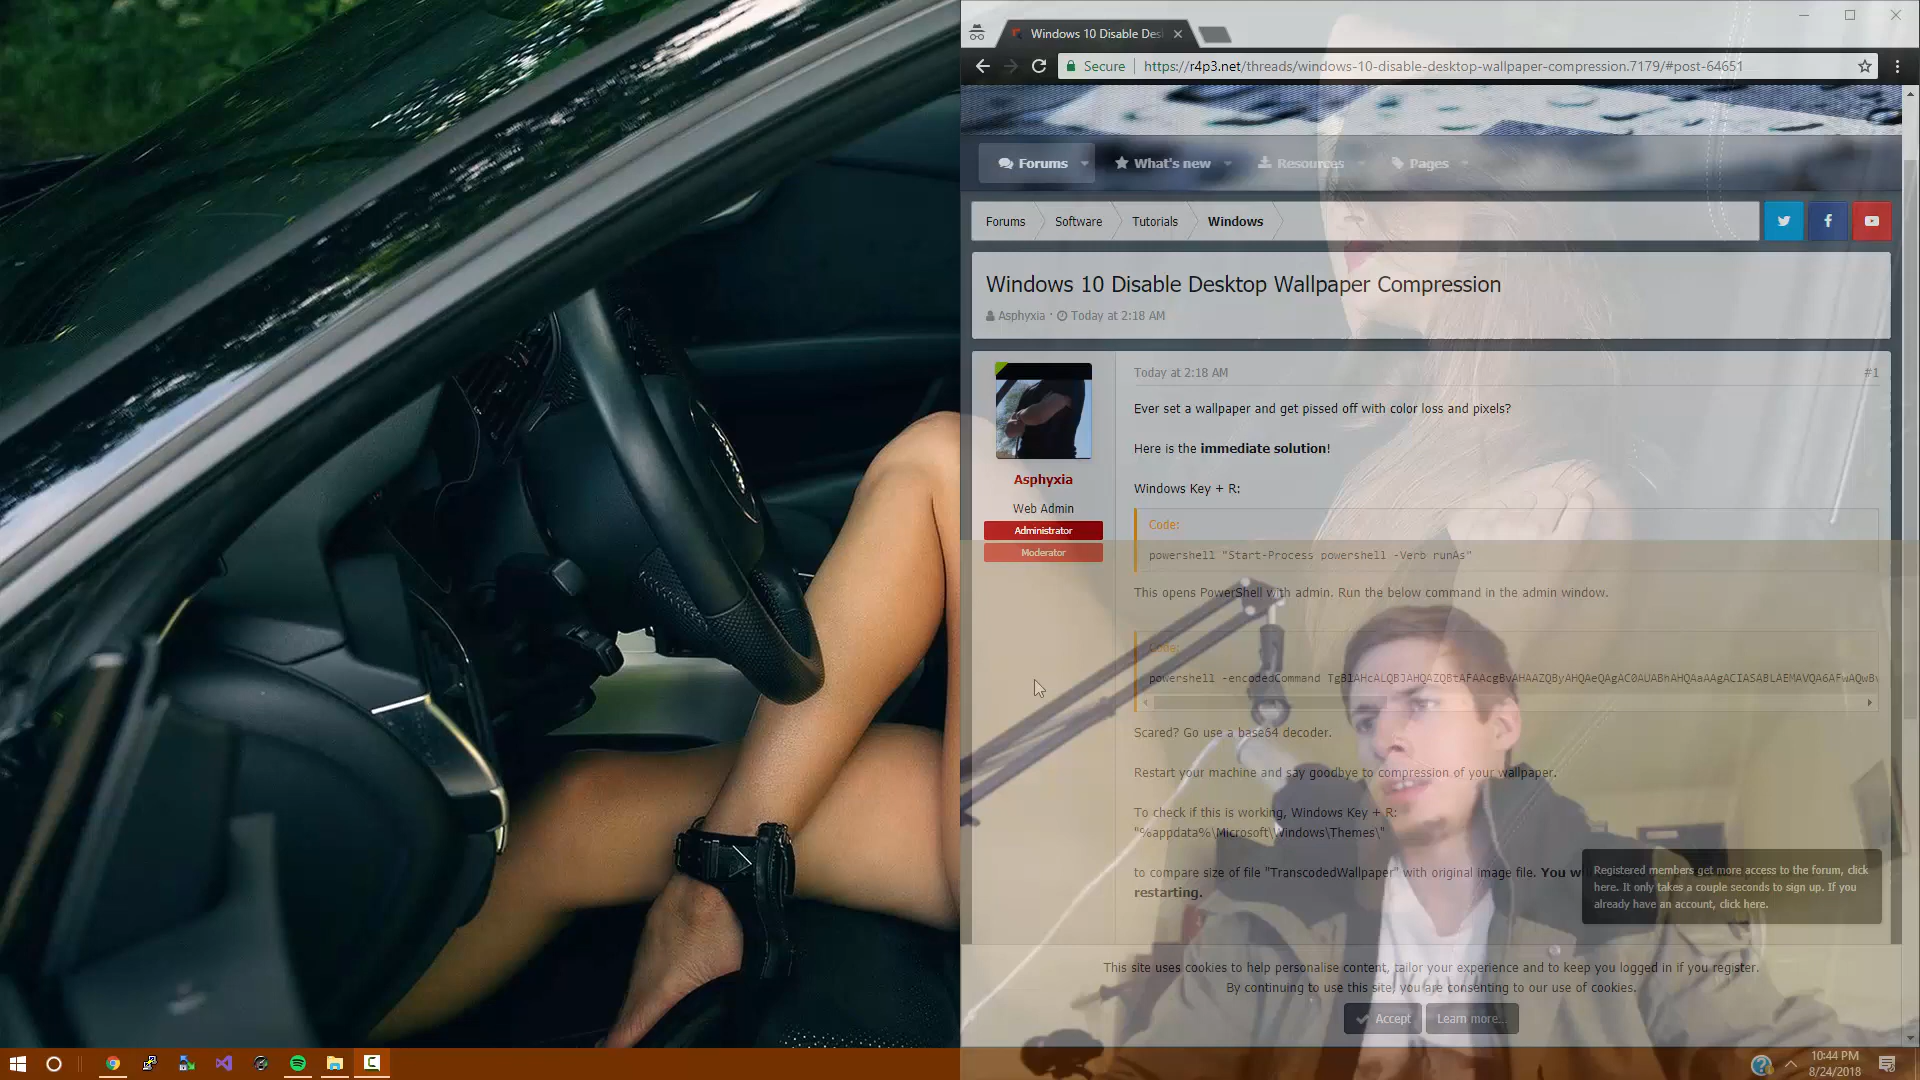 Windows 10 Disable Des
Secure
https://r4p3.net/threads/windows-10-disable-desktop-wallpaper-compression.7179/#post-64651
Forums
What's new
Resources
Pages
Forums
Software
Tutorials
Windows
Windows 10 Disable Desktop Wallpaper Compression
Asphyxia · Today at 2:18 AM
Asphyxia
Web Admin
Administrator
Moderator
Today at 2:18 AM
#1
Ever set a wallpaper and get pissed off with color loss and pixels?
Here is the immediate solution!
Windows Key + R:
Code:
powershell "Start-Process powershell -Verb runAs"
This opens PowerShell with admin. Run the below command in the admin window.
Code:
powershell -encodedCommand
Scared? Go use a base64 decoder.
Restart your machine and say goodbye to compression of your wallpaper.
To check if this is working, Windows Key + R:
"%appdata%\Microsoft\Windows\Themes\"
to compare size of file "TranscodedWallpaper" with original image file. You
restarting.
Registered members get more access to the forum, click
here. It only takes a couple seconds to sign up. If you
already have an account, click here.
This site uses cookies to help personalise content, tailor your experience and to keep you logged in if you register.
By continuing to use this site, you are consenting to our use of cookies.
Accept
Learn more…
10:44 PM
8/24/2018